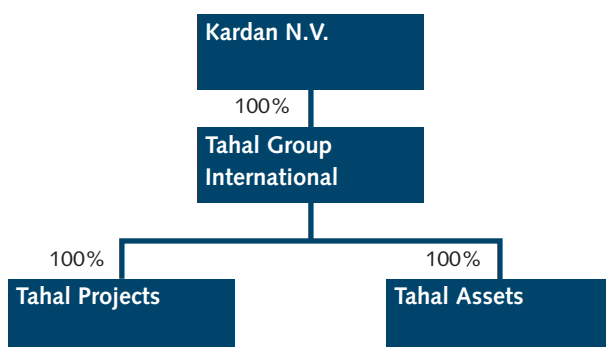 Kardan N.V.
100%
Tahal Group
International
100%
100%
Tahal Projects
Tahal Assets